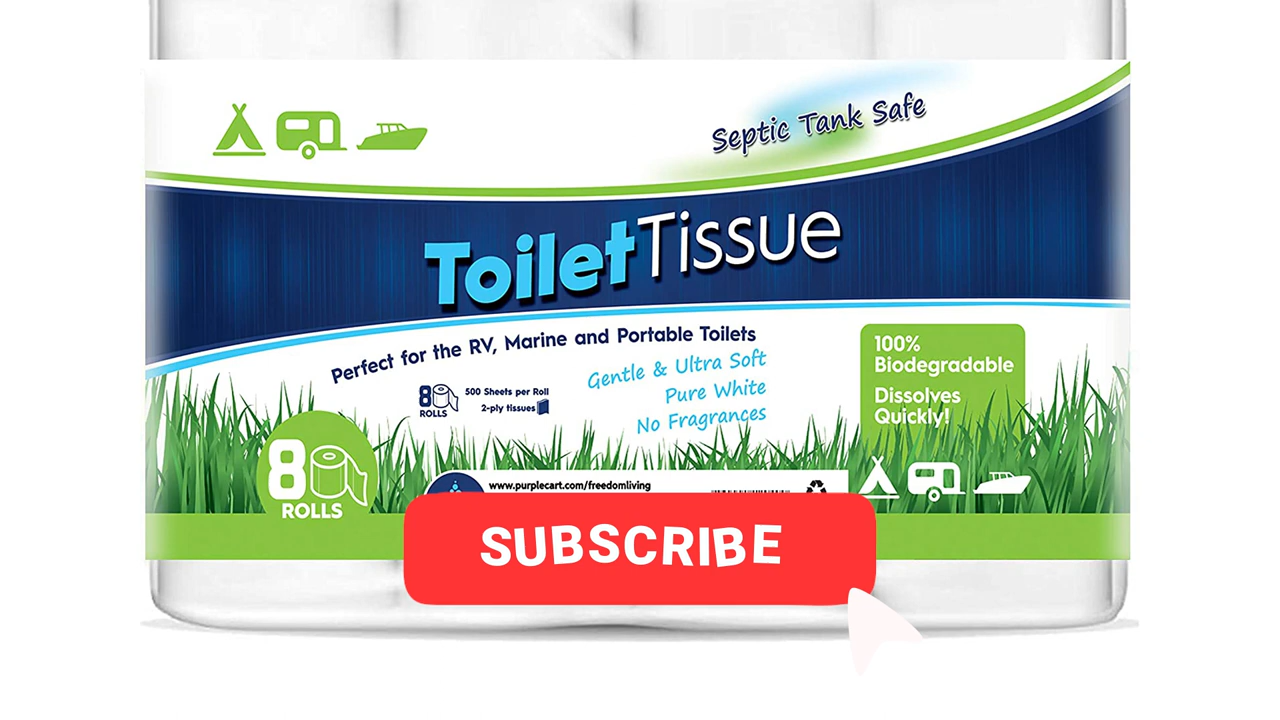 Septic Tank Safe
ToiletTissue
Perfect for the RV, Marine and Portable Toilets
Gentle & Ultra Soft
Pure White
No Fragrances
8
ROLLS
500 Sheets per Roll
2-ply tissues
100%
Biodegradable
Dissolves
Quickly!
8
ROLLS
www.purplecart.com/freedomliving
SUBSCRIBE